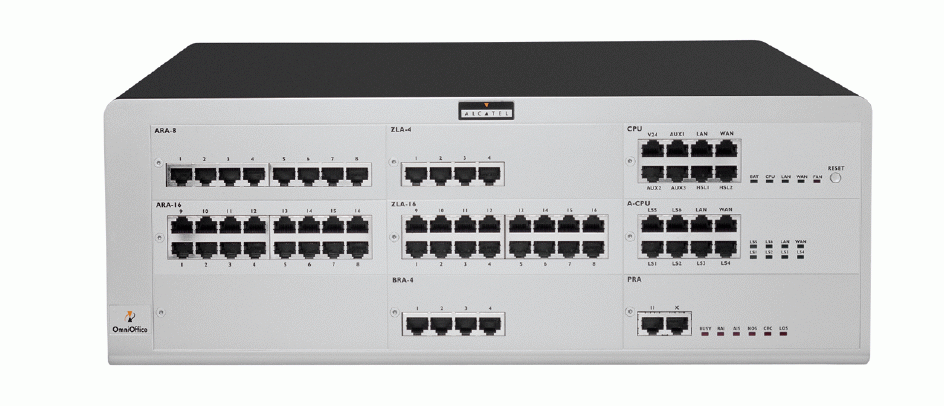 ALCATEL
ARA-8
1 2 3 4 5 6 7 8
ZLA-4
1 2 3 4
CPU
V24 AUX1 LAN WAN
AUX2 AUX3 HSL1 HSL2
BAT CPU LAN WAN FAN
RESET
ARA-16
9 10 11 12 13 14 15 16
1 2 3 4 5 6 7 8
ZLA-16
9 10 11 12 13 14 15 16
1 2 3 4 5 6 7 8
A-CPU
LS5 LS6 LAN WAN
LS1 LS2 LS3 LS4
LS5 LS6 LAN WAN
LS1 LS2 LS3 LS4
OmniOffice
BRA-4
1 2 3 4
PRA
X
BUSY RAI AIS NOS CRC LOS